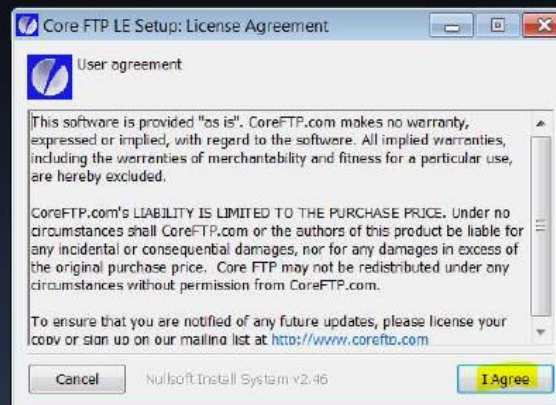 Core FTP LE Setup: License Agreement
User agreement
This software is provided "as is". CoreFTP.com makes no warranty,
expressed or implied, with regard to the software. All implied warranties,
including the warranties of merchantability and fitness for a particular use,
are hereby excluded.
CoreFTP.com's LIABILITY IS LIMITED TO THE PURCHASE PRICE. Under no
circumstances shall CoreFTP.com or the authors of this product be liable for
any incidental or consequential damages, nor for any damages in excess of
the original purchase price. Core FTP may not be redistributed under any
circumstances without permission from CoreFTP.com.
To ensure that you are notified of any future updates, please license your
copy or sign up on our mailing list at http://www.coreftp.com
Cancel Nullsoft Install System v2.46 I Agree